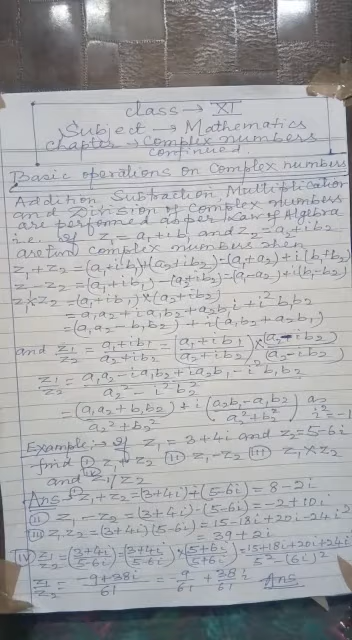 class → XI
Subject → Mathematics
chapter → Complex numbers
continued.
Basic operations on Complex numbers
Addition, Subtraction, Multiplication
and Division of Complex numbers
are performed as per Law of Algebra
i.e. if z₁ = a₁+ib₁ and z₂ = a₂+ib₂
are two complex numbers then
z₁+z₂ = (a₁+ib₁)+(a₂+ib₂) = (a₁+a₂)+i(b₁+b₂)
z₁-z₂ = (a₁+ib₁)-(a₂+ib₂) = (a₁-a₂)+i(b₁-b₂)
z₁×z₂ = (a₁+ib₁)×(a₂+ib₂)
= a₁a₂+ia₁b₂+a₂b₁i+i²b₁b₂
= (a₁a₂-b₁b₂)+i(a₁b₂+a₂b₁)
and z₁/z₂ = (a₁+ib₁)/(a₂+ib₂) = (a₁+ib₁)/(a₂+ib₂) × (a₂-ib₂)/(a₂-ib₂)
z₁/z₂ = (a₁a₂-ia₁b₂+ia₂b₁-i²b₁b₂)/(a₂²-i²b₂²)
= (a₁a₂+b₁b₂)/(a₂²+b₂²) + i(a₂b₁-a₁b₂)/(a₂²+b₂²) as i²=-1
Example:- If z₁ = 3+4i and z₂ = 5-6i
find (i) z₁+z₂ (ii) z₁-z₂ (iii) z₁×z₂
and z₁/z₂
Ans (i) z₁+z₂ = (3+4i)+(5-6i) = 8-2i
(ii) z₁-z₂ = (3+4i)-(5-6i) = -2+10i
(iii) z₁z₂ = (3+4i)(5-6i) = 15-18i+20i-24i²
= 39+2i
(iv) z₁/z₂ = (3+4i)/(5-6i) = (3+4i)/(5-6i) × (5+6i)/(5+6i) = (15+18i+20i+24i²)/(5²-(6i)²)
z₁/z₂ = (-9+38i)/61 = -9/61 + 38/61 i Ans